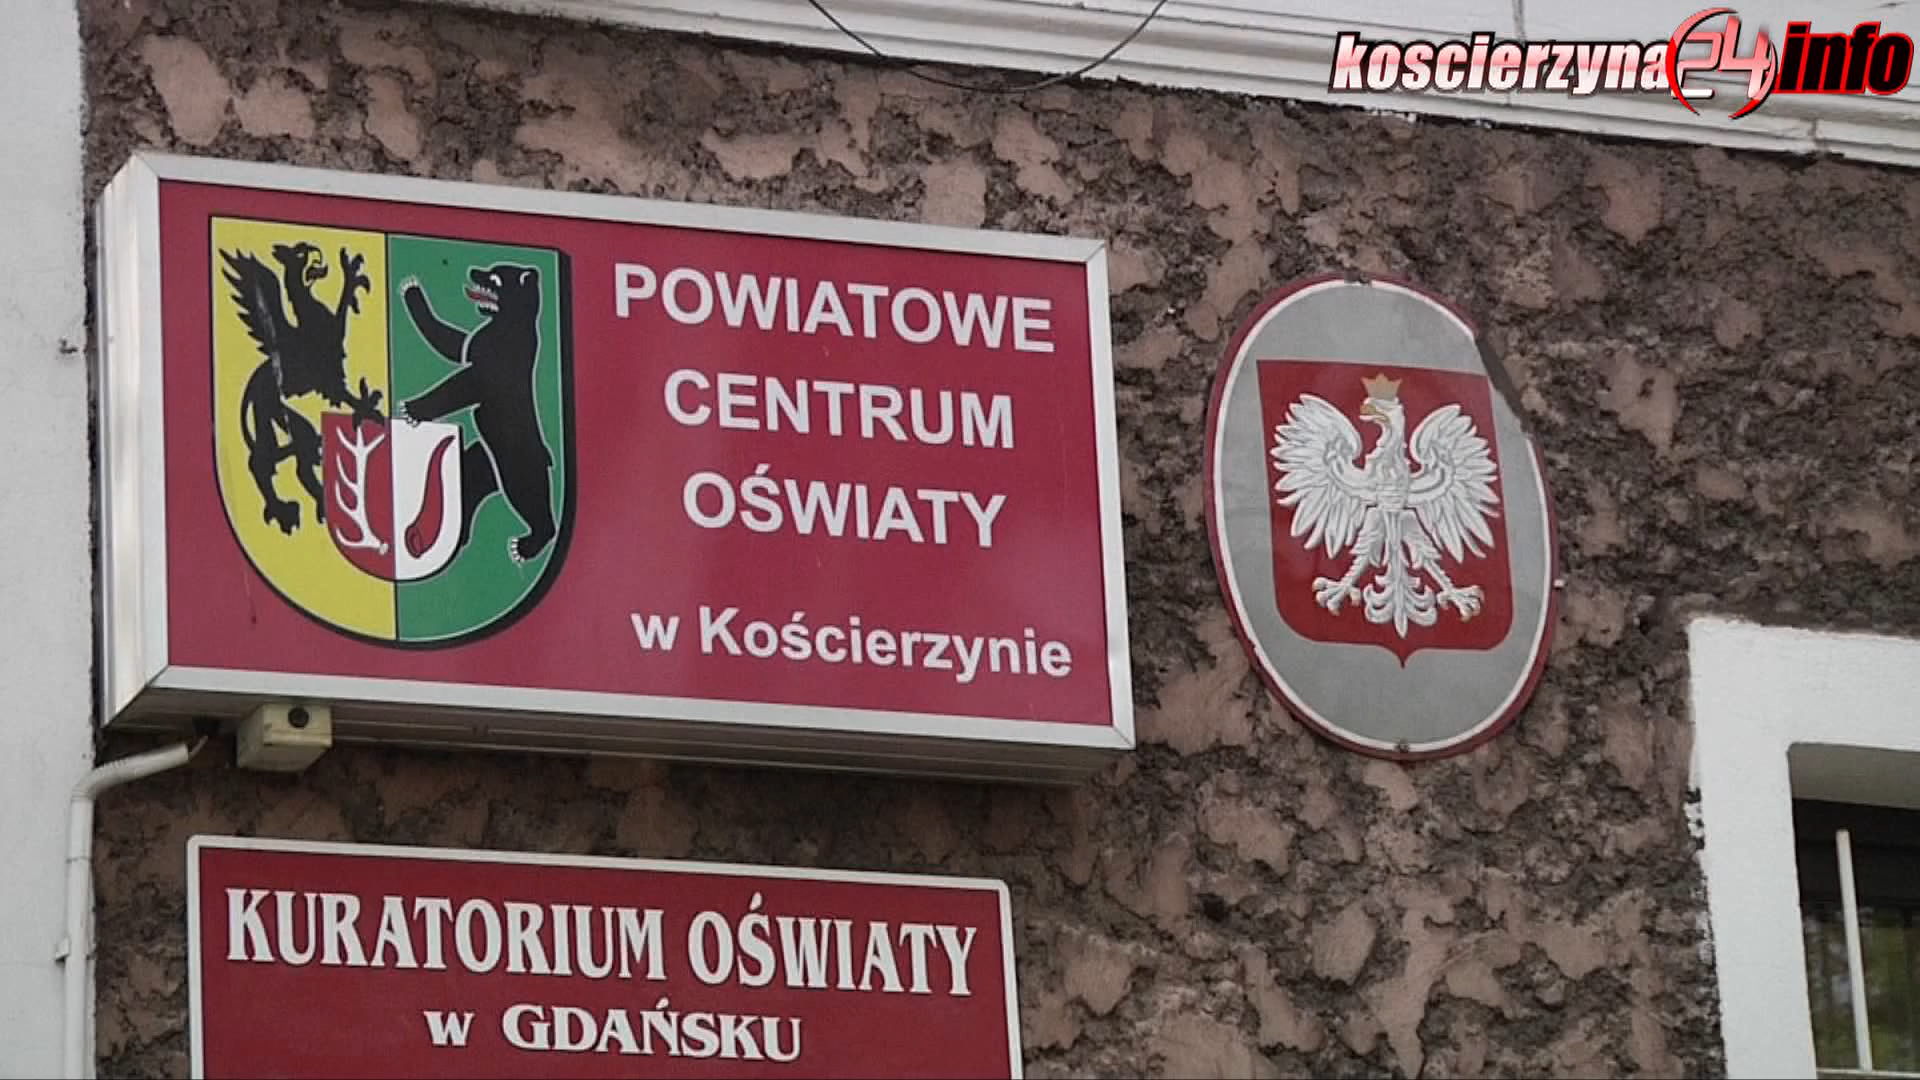 koscierzyna24info
POWIATOWE
CENTRUM
OŚWIATY
w Kościerzynie
KURATORIUM OŚWIATY
w GDAŃSKU